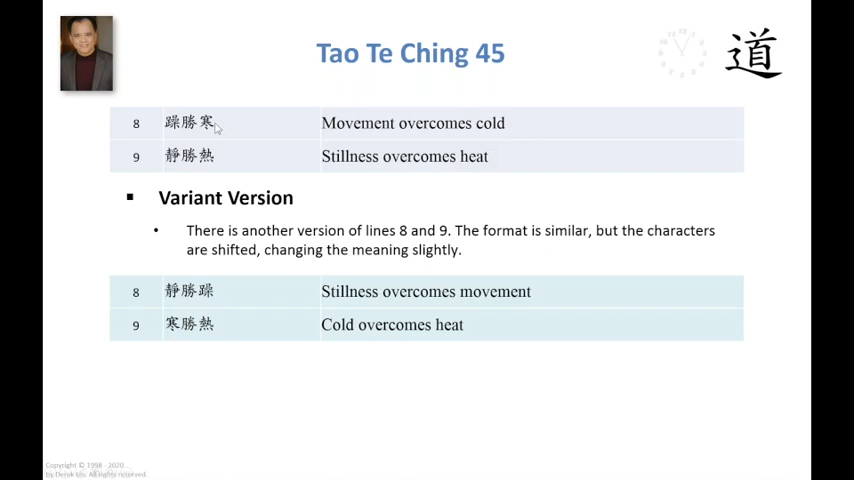 Tao Te Ching 45
道
8 躁勝寒 Movement overcomes cold
9 靜勝熱 Stillness overcomes heat
▪ Variant Version
• There is another version of lines 8 and 9. The format is similar, but the characters
are shifted, changing the meaning slightly.
8 靜勝躁 Stillness overcomes movement
9 寒勝熱 Cold overcomes heat
Copyright © 1998 - 2020
by Derek Lin. All rights reserved.